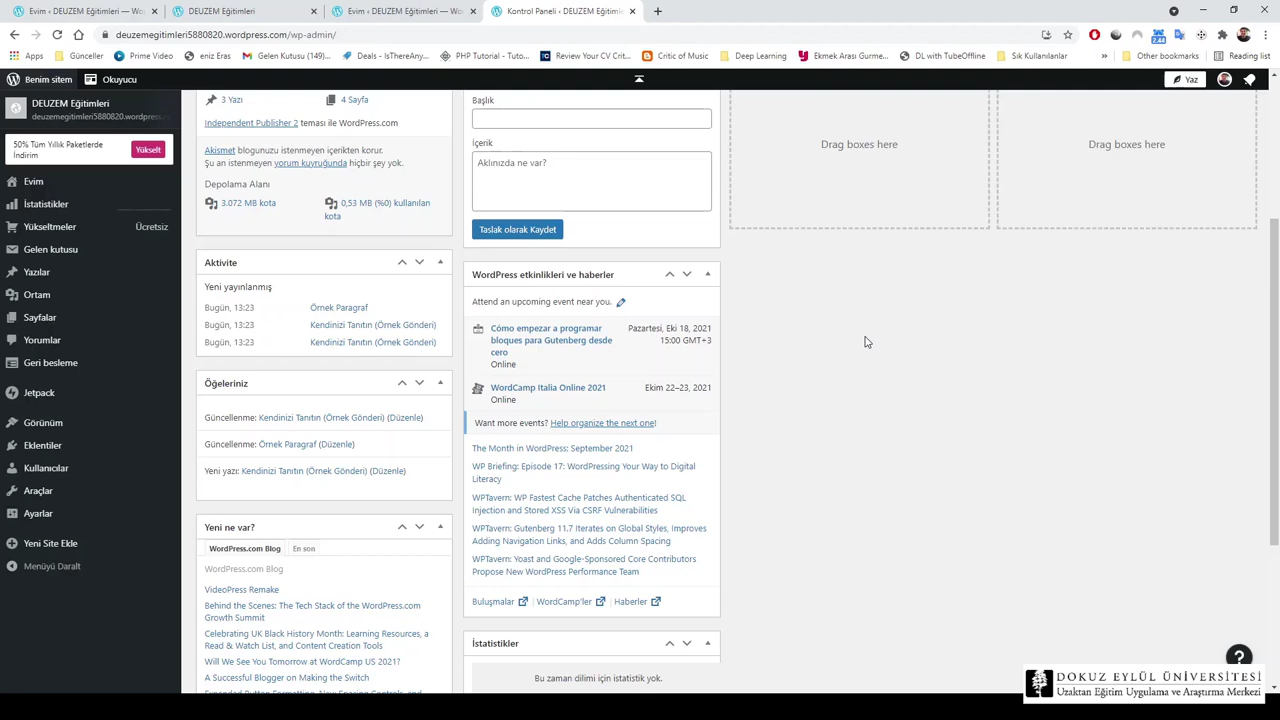 Evim ‹ DEUZEM Eğitimleri — Wo
DEUZEM Eğitimleri
Evim ‹ DEUZEM Eğitimleri — Wo
Kontrol Paneli ‹ DEUZEM Eğitimle
deuzemegitimleri5880820.wordpress.com/wp-admin/
Apps
Günceller
Prime Video
eniz Eras
Gelen Kutusu (149)...
Deals - IsThereAny...
PHP Tutorial - Tuto...
Review Your CV Crit...
Critic of Music
Deep Learning
Ekmek Arası Gurme...
DL with TubeOffline
Sık Kullanılanlar
»
Other bookmarks
Reading list
Benim sitem
Okuyucu
Yaz
DEUZEM Eğitimleri
deuzemegitimleri5880820.wordpress
50% Tüm Yıllık Paketlerde
İndirim
Yükselt
Evim
İstatistikler
Yükseltmeler
Ücretsiz
Gelen kutusu
Yazılar
Ortam
Sayfalar
Yorumlar
Geri besleme
Jetpack
Görünüm
Eklentiler
Kullanıcılar
Araçlar
Ayarlar
Yeni Site Ekle
Menüyü Daralt
3 Yazı
4 Sayfa
Independent Publisher 2 teması ile WordPress.com
Akismet blogunuzu istenmeyen içerikten korur.
Şu an istenmeyen yorum kuyruğunda hiçbir şey yok.
Depolama Alanı
3.072 MB kota
0,53 MB (%0) kullanılan
kota
Aktivite
Yeni yayınlanmış
Bugün, 13:23
Örnek Paragraf
Bugün, 13:23
Kendinizi Tanıtın (Örnek Gönderi)
Bugün, 13:23
Kendinizi Tanıtın (Örnek Gönderi)
Öğeleriniz
Güncellenme: Kendinizi Tanıtın (Örnek Gönderi) (Düzenle)
Güncellenme: Örnek Paragraf (Düzenle)
Yeni yazı: Kendinizi Tanıtın (Örnek Gönderi) (Düzenle)
Yeni ne var?
WordPress.com Blog
En son
WordPress.com Blog
VideoPress Remake
Behind the Scenes: The Tech Stack of the WordPress.com
Growth Summit
Celebrating UK Black History Month: Learning Resources, a
Read & Watch List, and Content Creation Tools
Will We See You Tomorrow at WordCamp US 2021?
A Successful Blogger on Making the Switch
Başlık
İçerik
Aklınızda ne var?
Taslak olarak Kaydet
WordPress etkinlikleri ve haberler
Attend an upcoming event near you.
Cómo empezar a programar
bloques para Gutenberg desde
cero
Online
Pazartesi, Eki 18, 2021
15:00 GMT+3
WordCamp Italia Online 2021
Online
Ekim 22–23, 2021
Want more events? Help organize the next one!
The Month in WordPress: September 2021
WP Briefing: Episode 17: WordPressing Your Way to Digital
Literacy
WPTavern: WP Fastest Cache Patches Authenticated SQL
Injection and Stored XSS Via CSRF Vulnerabilities
WPTavern: Gutenberg 11.7 Iterates on Global Styles, Improves
Adding Navigation Links, and Adds Column Spacing
WPTavern: Yoast and Google-Sponsored Core Contributors
Propose New WordPress Performance Team
Buluşmalar
WordCamp'ler
Haberler
İstatistikler
Bu zaman dilimi için istatistik yok.
Drag boxes here
Drag boxes here
?
DOKUZ EYLÜL ÜNİVERSİTESİ
Uzaktan Eğitim Uygulama ve Araştırma Merkezi